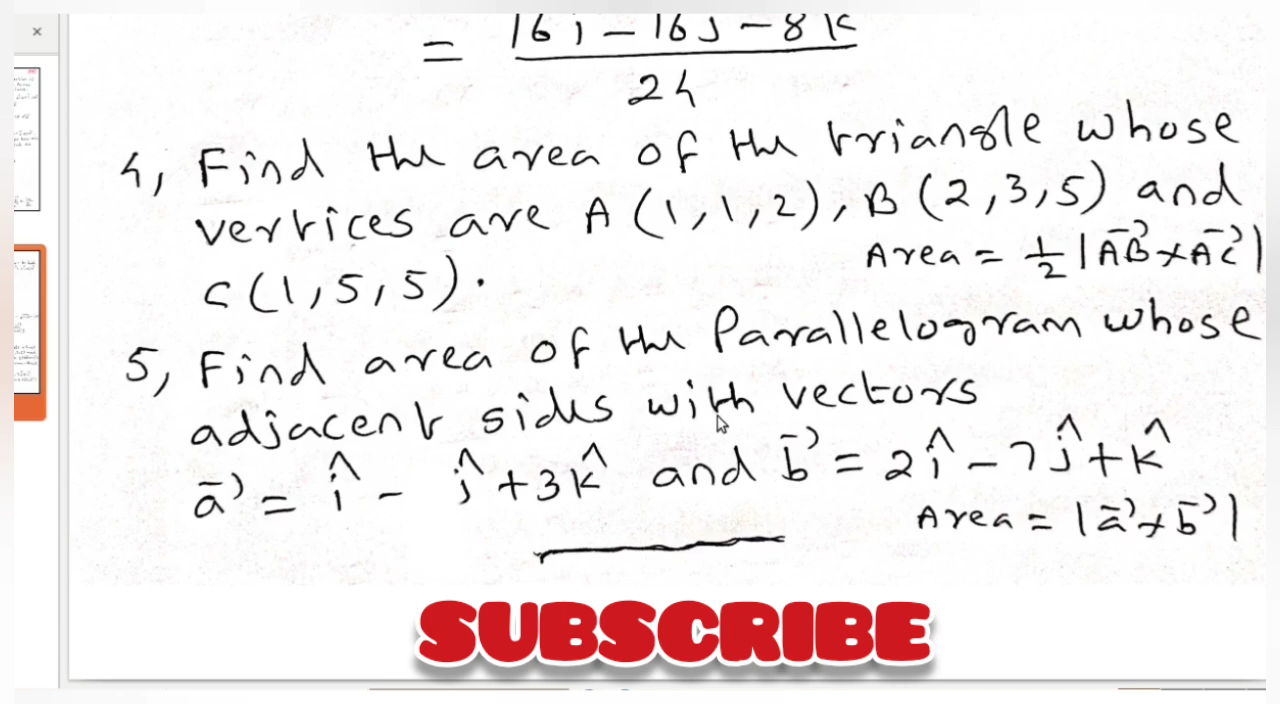 = 16i - 16j - 8k
24
4, Find the area of the triangle whose
vertices are A (1,1,2), B (2,3,5) and
C(1,5,5).
Area = 1/2 |AB⃗ × AC⃗|
5, Find area of the Parallelogram whose
adjacent sides with vectors
a⃗ = î - ĵ + 3k̂ and b⃗ = 2î - 7ĵ + k̂
Area = |a⃗ × b⃗|
SUBSCRIBE